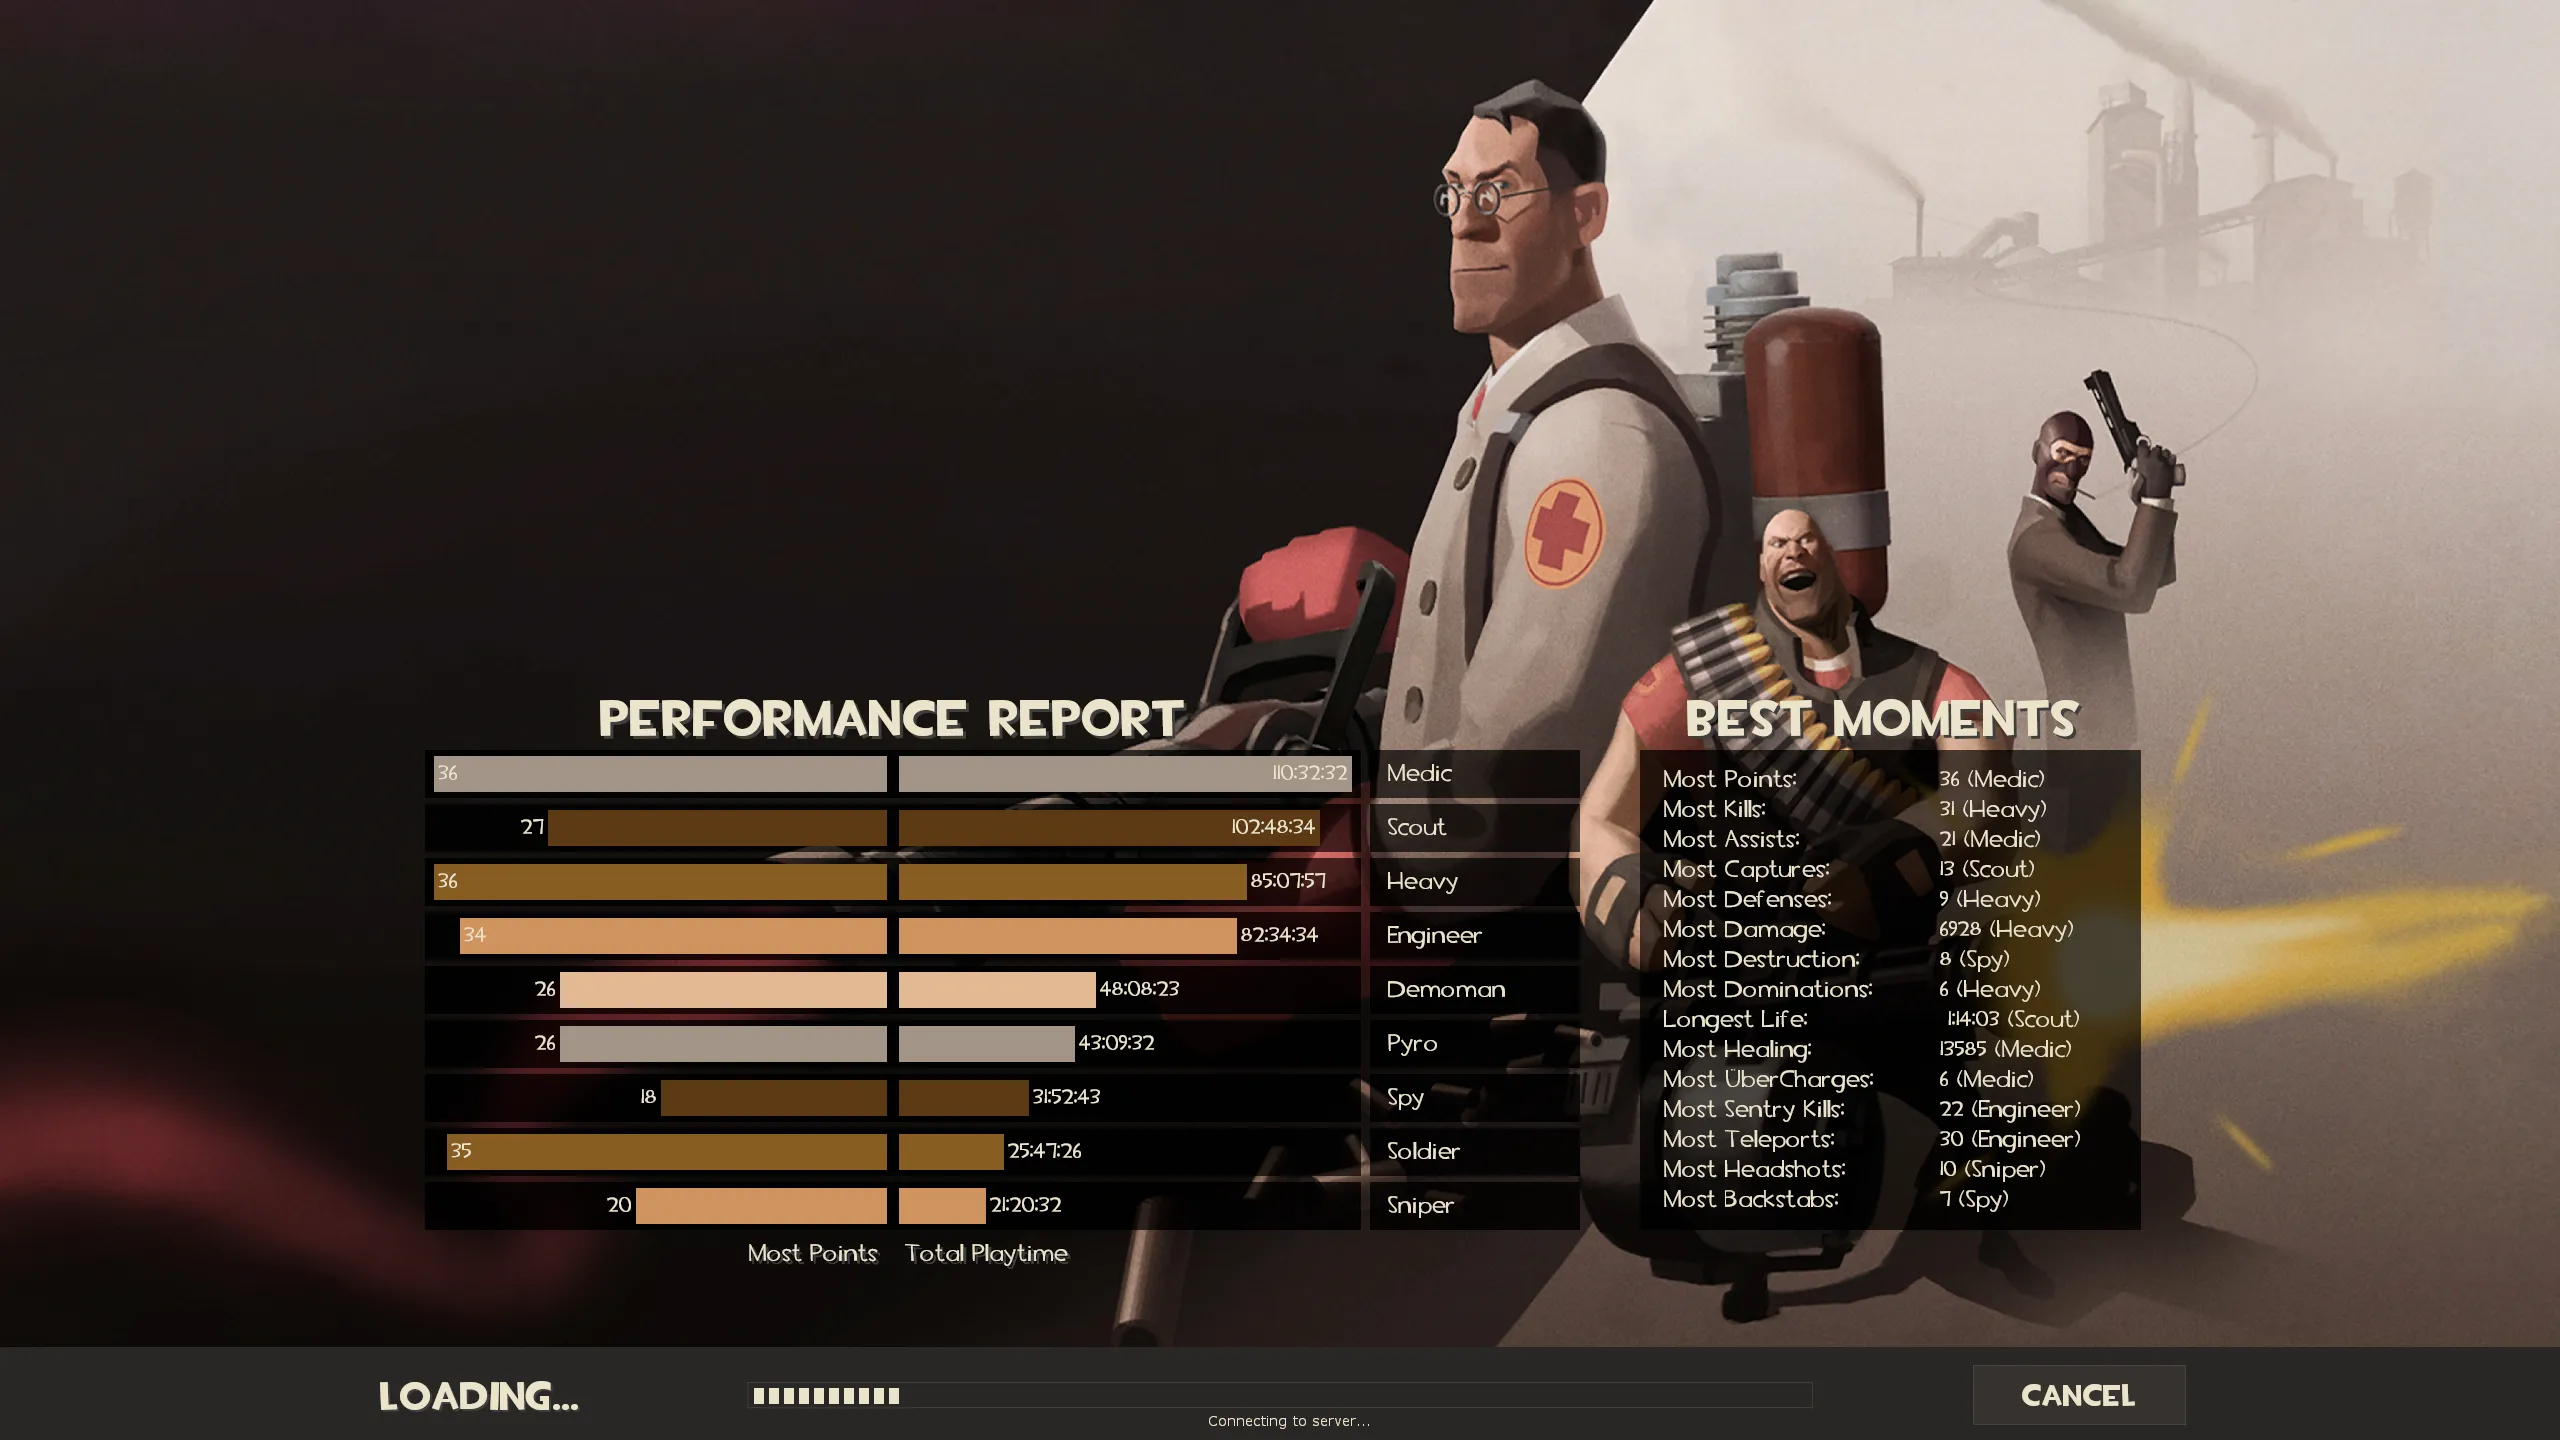 PERFORMANCE REPORT
36 110:32:32 Medic
27 102:48:34 Scout
36 85:07:57 Heavy
34 82:34:34 Engineer
26 48:08:23 Demoman
26 43:09:32 Pyro
18 31:52:43 Spy
35 25:47:26 Soldier
20 21:20:32 Sniper
Most Points Total Playtime
BEST MOMENTS
Most Points: 36 (Medic)
Most Kills: 31 (Heavy)
Most Assists: 21 (Medic)
Most Captures: 13 (Scout)
Most Defenses: 9 (Heavy)
Most Damage: 6928 (Heavy)
Most Destruction: 8 (Spy)
Most Dominations: 6 (Heavy)
Longest Life: 1:14:03 (Scout)
Most Healing: 13585 (Medic)
Most ÜberCharges: 6 (Medic)
Most Sentry Kills: 22 (Engineer)
Most Teleports: 30 (Engineer)
Most Headshots: 10 (Sniper)
Most Backstabs: 7 (Spy)
LOADING...
Connecting to server...
CANCEL